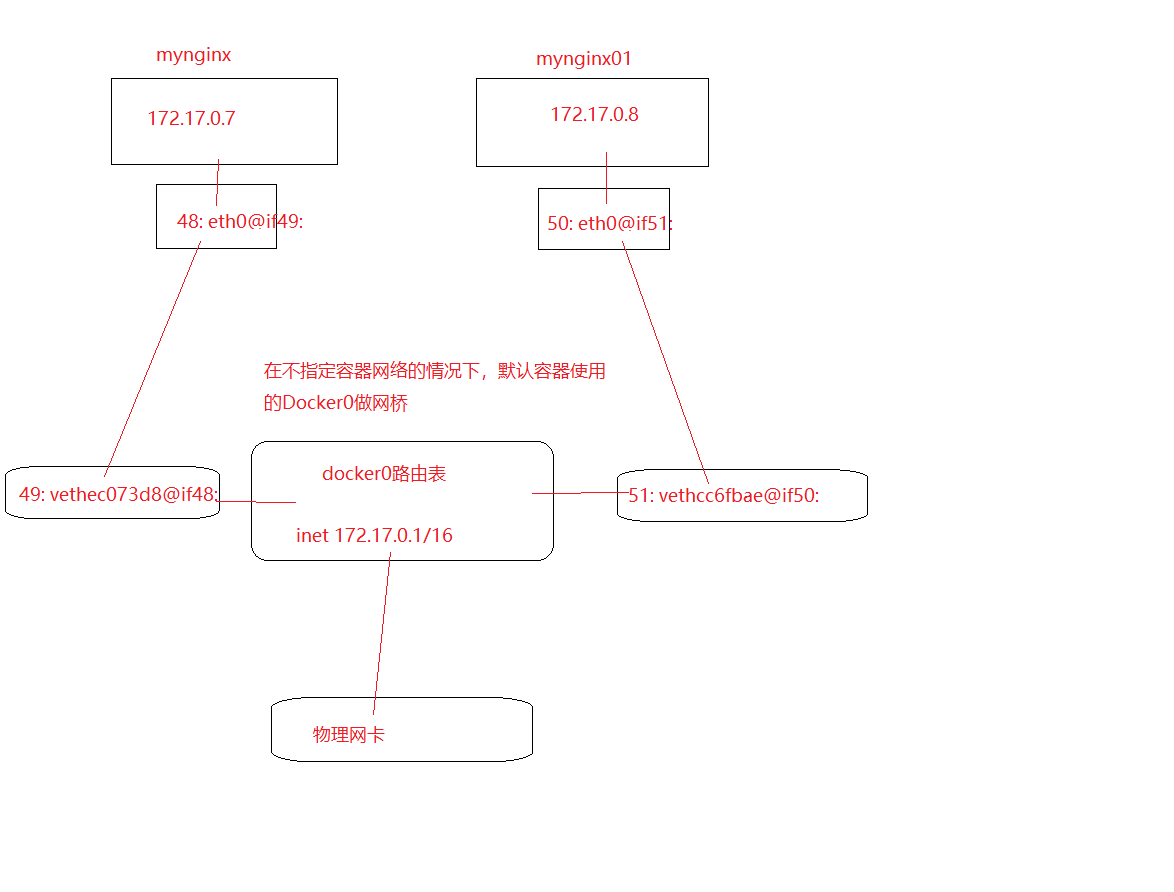 mynginx
mynginx01
172.17.0.7
172.17.0.8
48: eth0@if49:
50: eth0@if51:
在不指定容器网络的情况下，默认容器使用
的Docker0做网桥
docker0路由表
49: vethec073d8@if48:
51: vethcc6fbae@if50:
inet 172.17.0.1/16
物理网卡